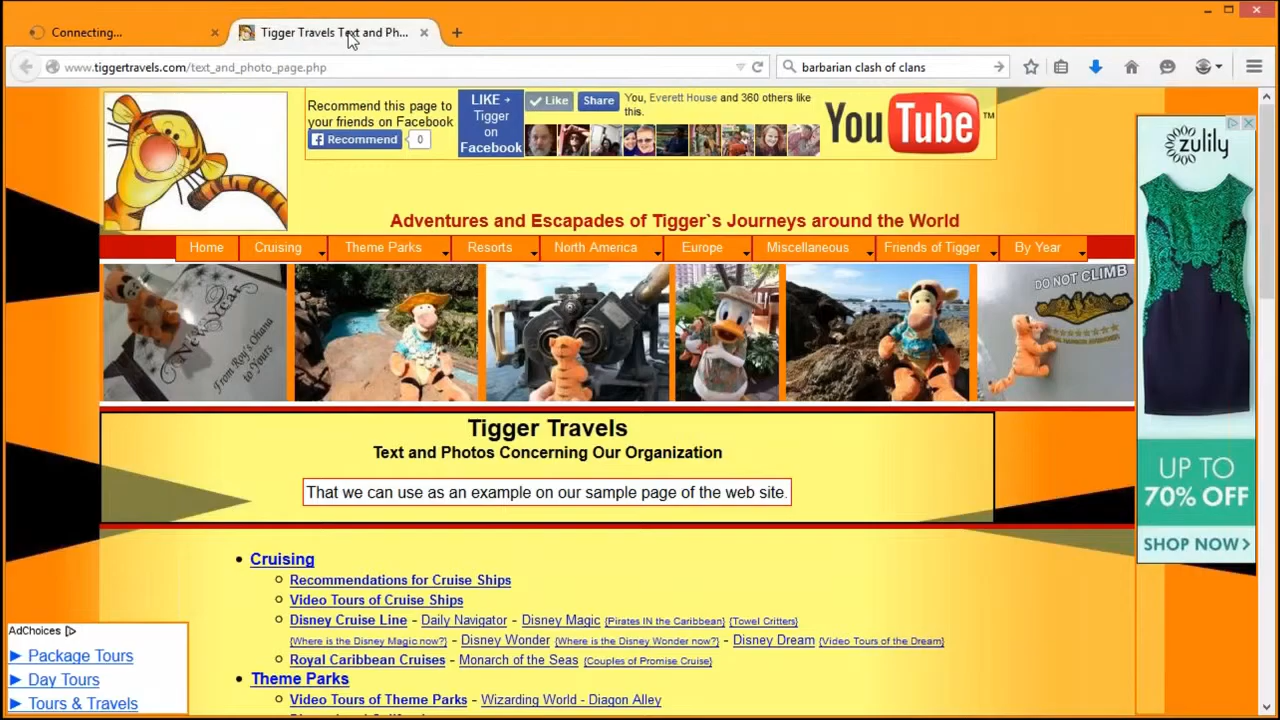 Connecting...
Tigger Travels Text and Ph...
www.tiggertravels.com/text_and_photo_page.php
barbarian clash of clans
Recommend this page to
your friends on Facebook
Recommend 0
LIKE
Tigger
on
Facebook
Like Share
You, Everett House and 360 others like
this.
YouTube™
Adventures and Escapades of Tigger`s Journeys around the World
Home Cruising Theme Parks Resorts North America Europe Miscellaneous Friends of Tigger By Year
New Year
From Roy's Ohana
to Yours
DO NOT CLIMB
Tigger Travels
Text and Photos Concerning Our Organization
That we can use as an example on our sample page of the web site.
Cruising
Recommendations for Cruise Ships
Video Tours of Cruise Ships
Disney Cruise Line - Daily Navigator - Disney Magic {Pirates IN the Caribbean} {Towel Critters}
{Where is the Disney Magic now?} - Disney Wonder {Where is the Disney Wonder now?} - Disney Dream {Video Tours of the Dream}
Royal Caribbean Cruises - Monarch of the Seas {Couples of Promise Cruise}
Theme Parks
Video Tours of Theme Parks - Wizarding World - Diagon Alley
AdChoices
Package Tours
Day Tours
Tours & Travels
zulily
UP TO
70% OFF
SHOP NOW>